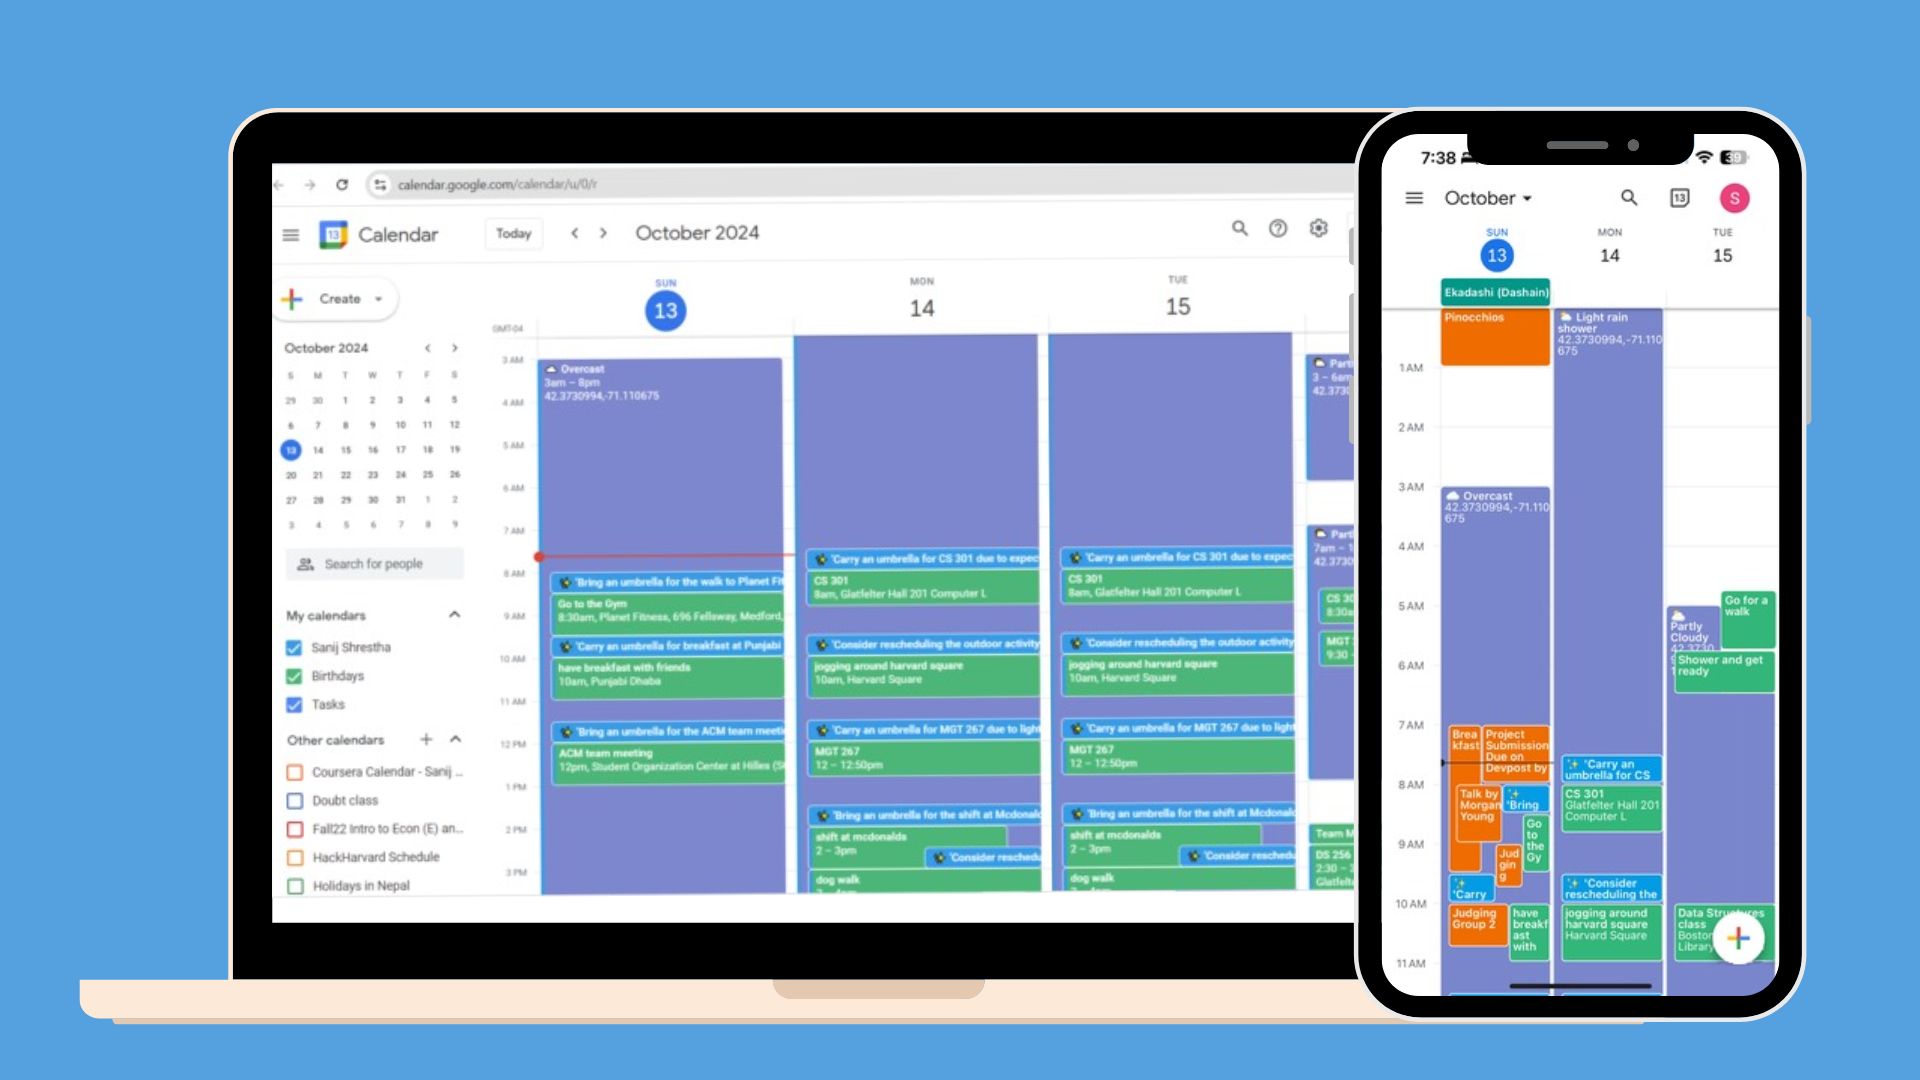 calendar.google.com/calendar/u/0/r
13
Calendar
Today
October 2024
Create
SUN
13
MON
14
TUE
15
GMT-04
October 2024
S M T W T F S
29 30 1 2 3 4 5
6 7 8 9 10 11 12
13 14 15 16 17 18 19
20 21 22 23 24 25 26
27 28 29 30 31 1 2
3 4 5 6 7 8 9
Search for people
My calendars
Sanij Shrestha
Birthdays
Tasks
Other calendars
Coursera Calendar - Sanij ...
Doubt class
Fall22 Intro to Econ (E) an...
HackHarvard Schedule
Holidays in Nepal
3 AM
4 AM
5 AM
6 AM
7 AM
8 AM
9 AM
10 AM
11 AM
12 PM
1 PM
2 PM
3 PM
Overcast
3am – 8pm
42.3730994,-71.110675
'Bring an umbrella for the walk to Planet Fit
Go to the Gym
8:30am, Planet Fitness, 696 Fellsway, Medford,
'Carry an umbrella for breakfast at Punjabi
have breakfast with friends
10am, Punjabi Dhaba
'Bring an umbrella for the ACM team meeti
ACM team meeting
12pm, Student Organization Center at Hilles (S
'Carry an umbrella for CS 301 due to expec
CS 301
8am, Glatfelter Hall 201 Computer L
'Consider rescheduling the outdoor activity
jogging around harvard square
10am, Harvard Square
'Carry an umbrella for MGT 267 due to light
MGT 267
12 – 12:50pm
'Bring an umbrella for the shift at Mcdonalc
shift at mcdonalds
2 – 3pm
'Consider reschedu
dog walk
'Carry an umbrella for CS 301 due to expec
CS 301
8am, Glatfelter Hall 201 Computer L
'Consider rescheduling the outdoor activity
jogging around harvard square
10am, Harvard Square
'Carry an umbrella for MGT 267 due to light
MGT 267
12 – 12:50pm
'Bring an umbrella for the shift at Mcdonalc
shift at mcdonalds
2 – 3pm
'Consider reschedu
dog walk
Parti
3 – 6am
42.3730
Parti
7am – 1
42.3730
CS 30
8:30a
MGT
9:30 -
Team M
DS 256
2:30 – 3
Glatfelte
7:38
39
October
13
S
SUN
13
MON
14
TUE
15
Ekadashi (Dashain)
1 AM
2 AM
3 AM
4 AM
5 AM
6 AM
7 AM
8 AM
9 AM
10 AM
11 AM
Pinocchios
Overcast
42.3730994,-71.110
675
Brea
kfast
Project
Submission
Due on
Devpost by
Talk by
Morgan
Young
'Bring
Go
to
the
Gy
Jud
gin
g
'Carry
Judging
Group 2
have
breakf
ast
with
Light rain
shower
42.3730994,-71.110
675
'Carry an
umbrella for CS
CS 301
Glatfelter Hall 201
Computer L
'Consider
rescheduling the
jogging around
harvard square
Harvard Square
Go for a
walk
Partly
Cloudy
42.3730
Shower and get
ready
Data Structures
class
Boston
Library